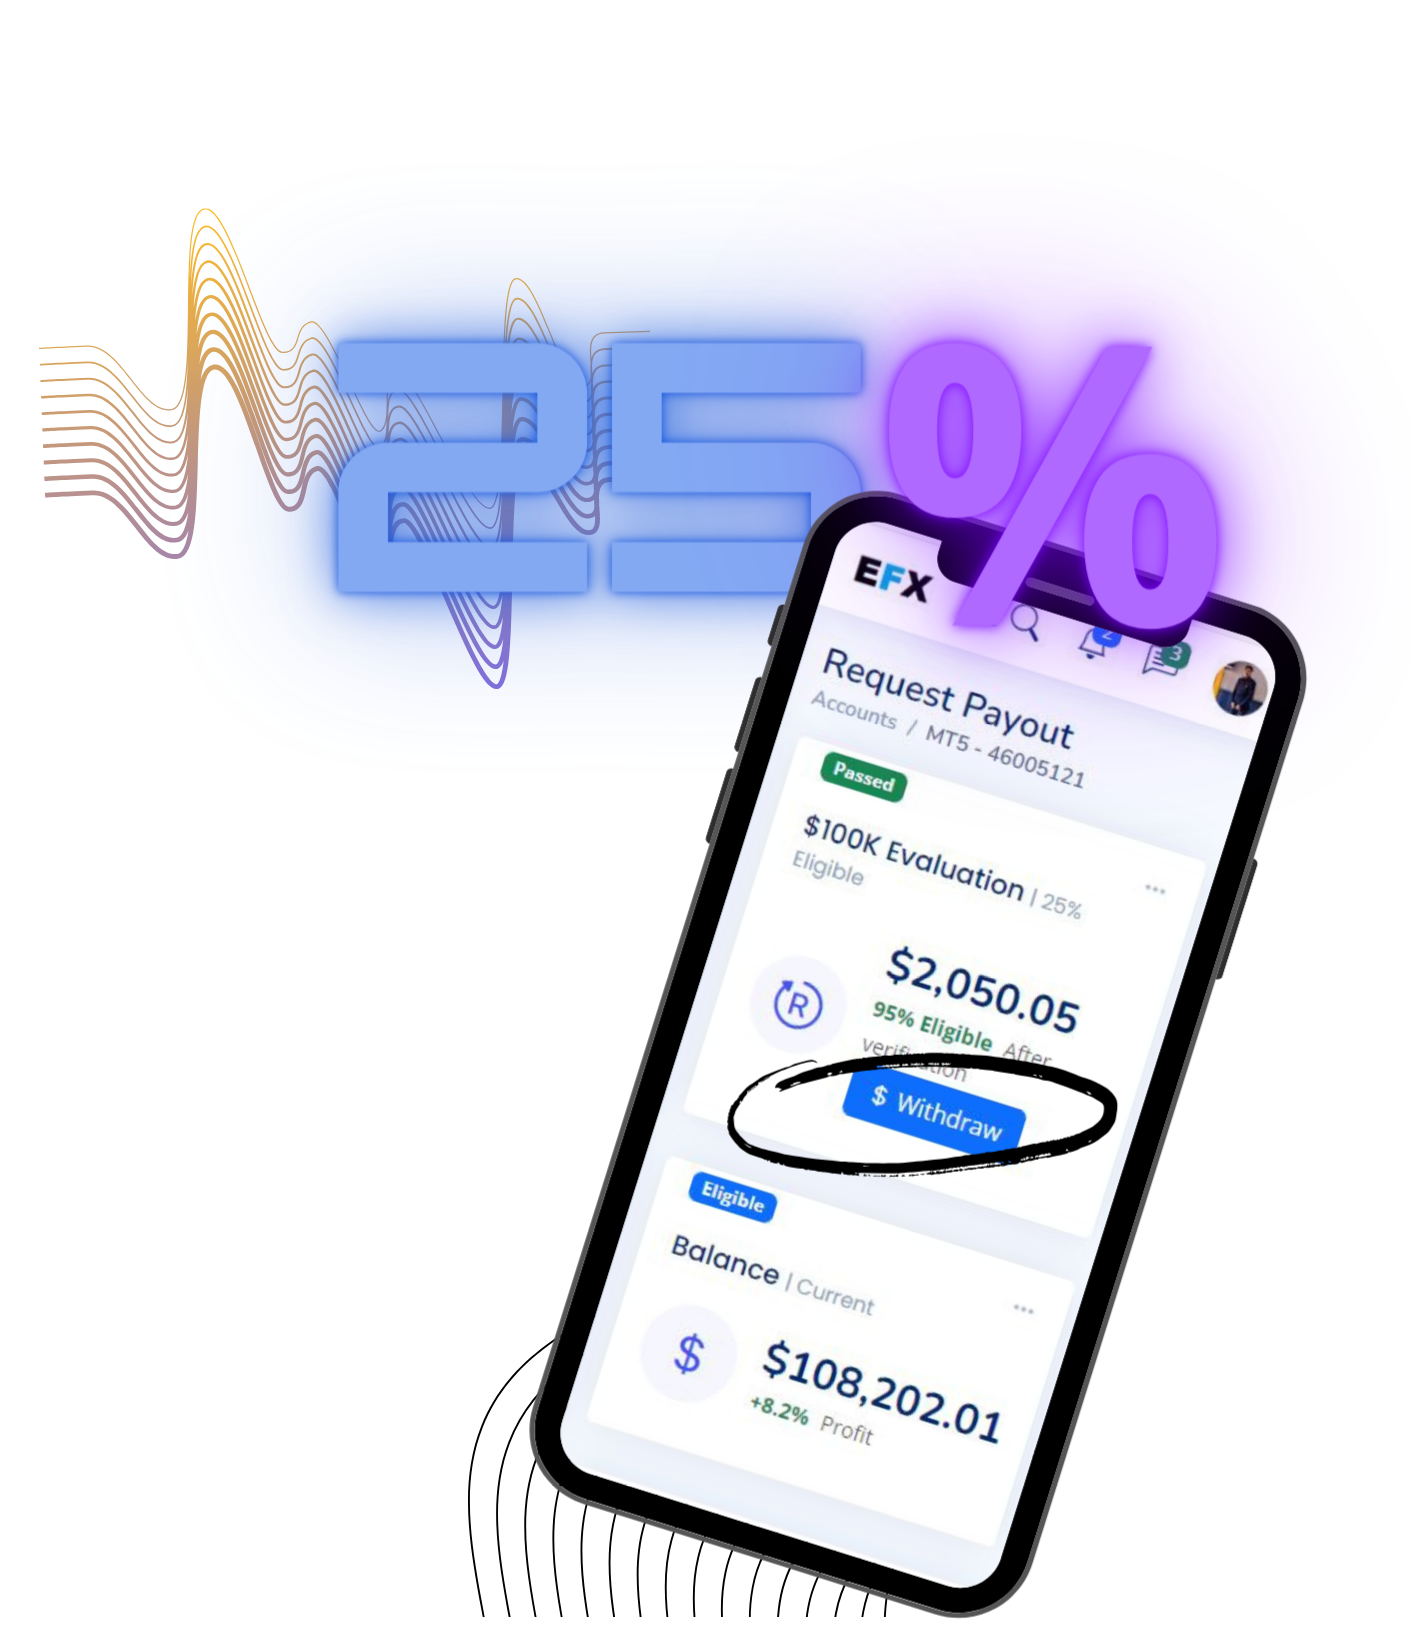 25%
EFX
2
3
Request Payout
Accounts / MT5 - 46005121
Passed
$100K Evaluation | 25%
Eligible
R
$2,050.05
95% Eligible After
verification
$ Withdraw
Eligible
Balance | Current
$
$108,202.01
+8.2% Profit